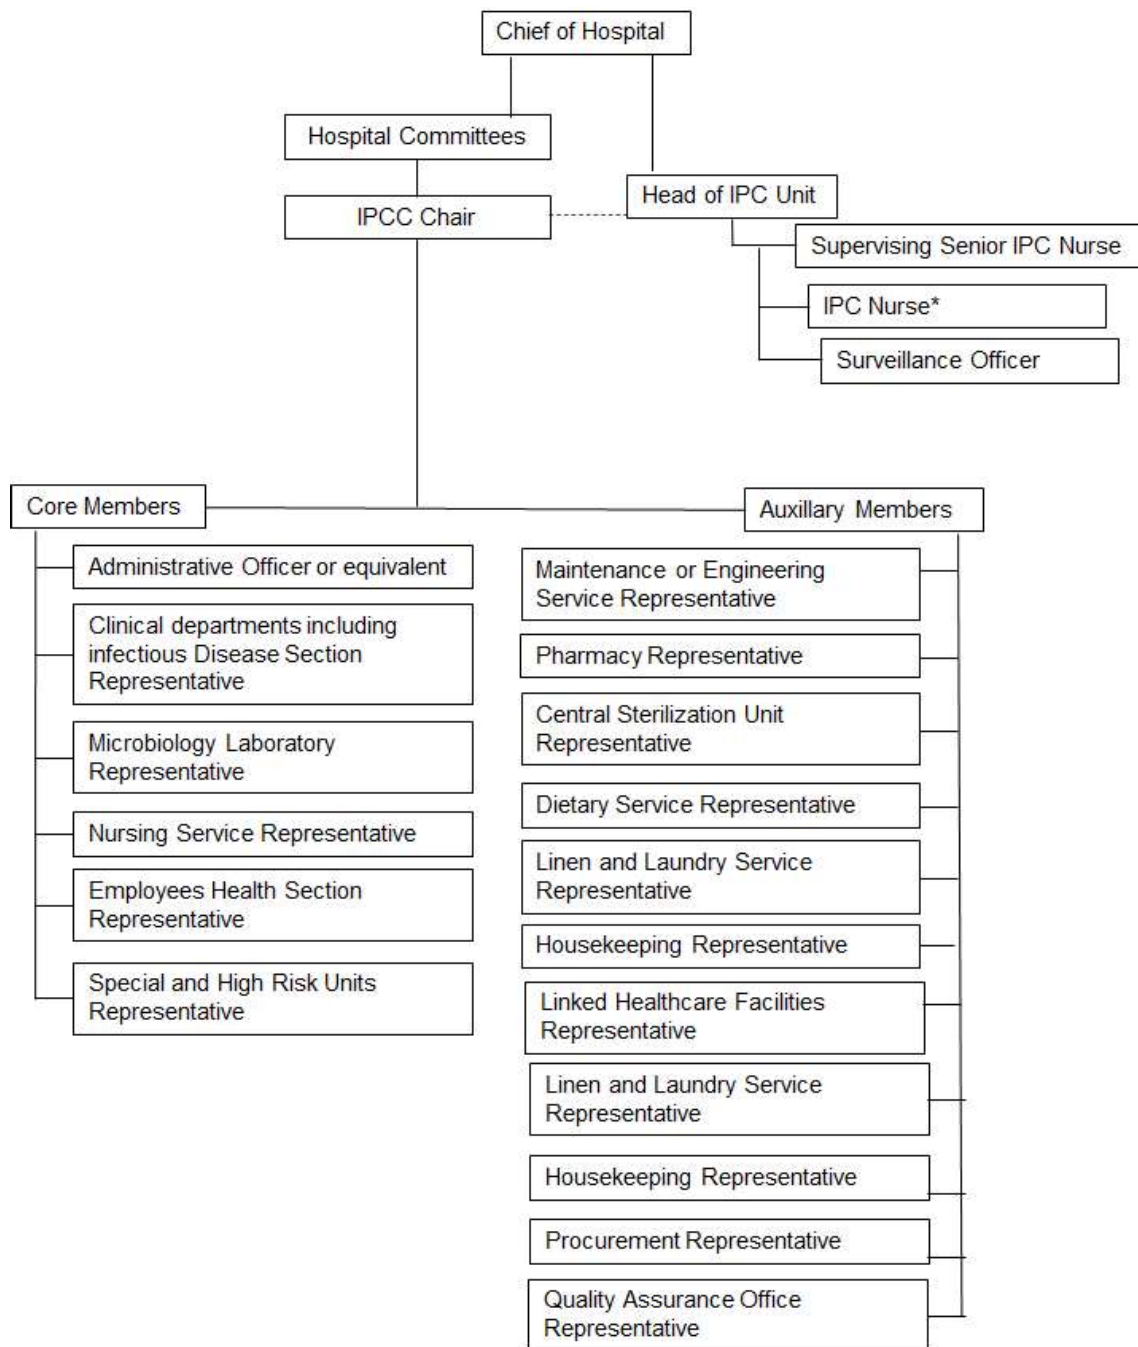 Chief of Hospital
Hospital Committees
IPCC Chair
Head of IPC Unit
Supervising Senior IPC Nurse
IPC Nurse*
Surveillance Officer
Core Members
Administrative Officer or equivalent
Clinical departments including
infectious Disease Section
Representative
Microbiology Laboratory
Representative
Nursing Service Representative
Employees Health Section
Representative
Special and High Risk Units
Representative
Auxillary Members
Maintenance or Engineering
Service Representative
Pharmacy Representative
Central Sterilization Unit
Representative
Dietary Service Representative
Linen and Laundry Service
Representative
Housekeeping Representative
Linked Healthcare Facilities
Representative
Linen and Laundry Service
Representative
Housekeeping Representative
Procurement Representative
Quality Assurance Office
Representative